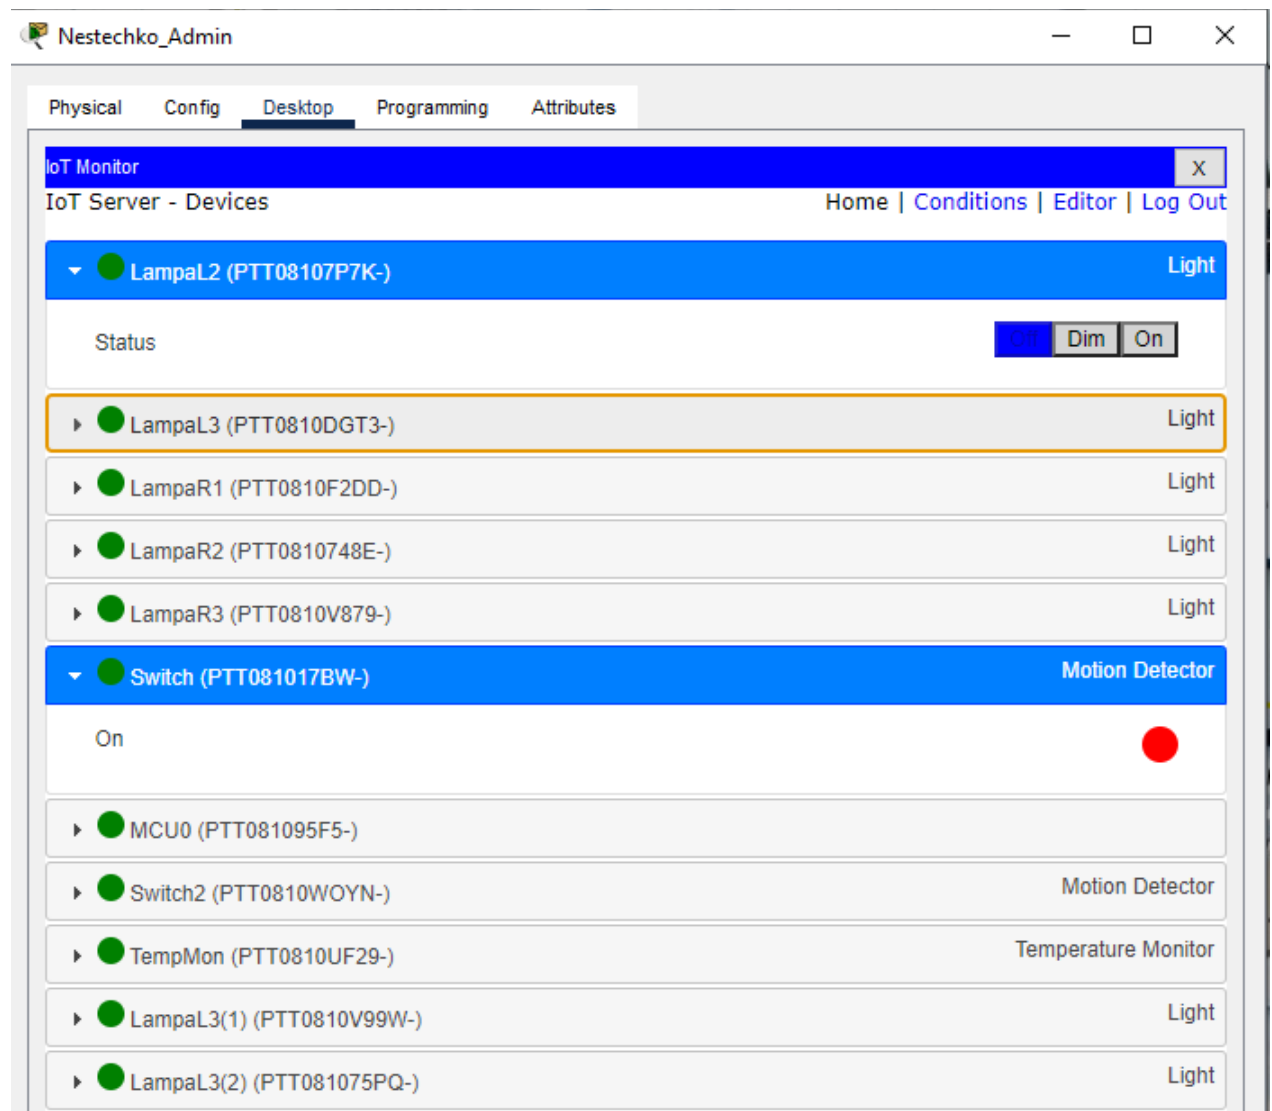 Nestechko_Admin
Physical Config Desktop Programming Attributes
IoT Monitor X
IoT Server - Devices Home | Conditions | Editor | Log Out
LampaL2 (PTT08107P7K-) Light
Status Off Dim On
LampaL3 (PTT0810DGT3-) Light
LampaR1 (PTT0810F2DD-) Light
LampaR2 (PTT0810748E-) Light
LampaR3 (PTT0810V879-) Light
Switch (PTT081017BW-) Motion Detector
On
MCU0 (PTT081095F5-)
Switch2 (PTT0810WOYN-) Motion Detector
TempMon (PTT0810UF29-) Temperature Monitor
LampaL3(1) (PTT0810V99W-) Light
LampaL3(2) (PTT081075PQ-) Light